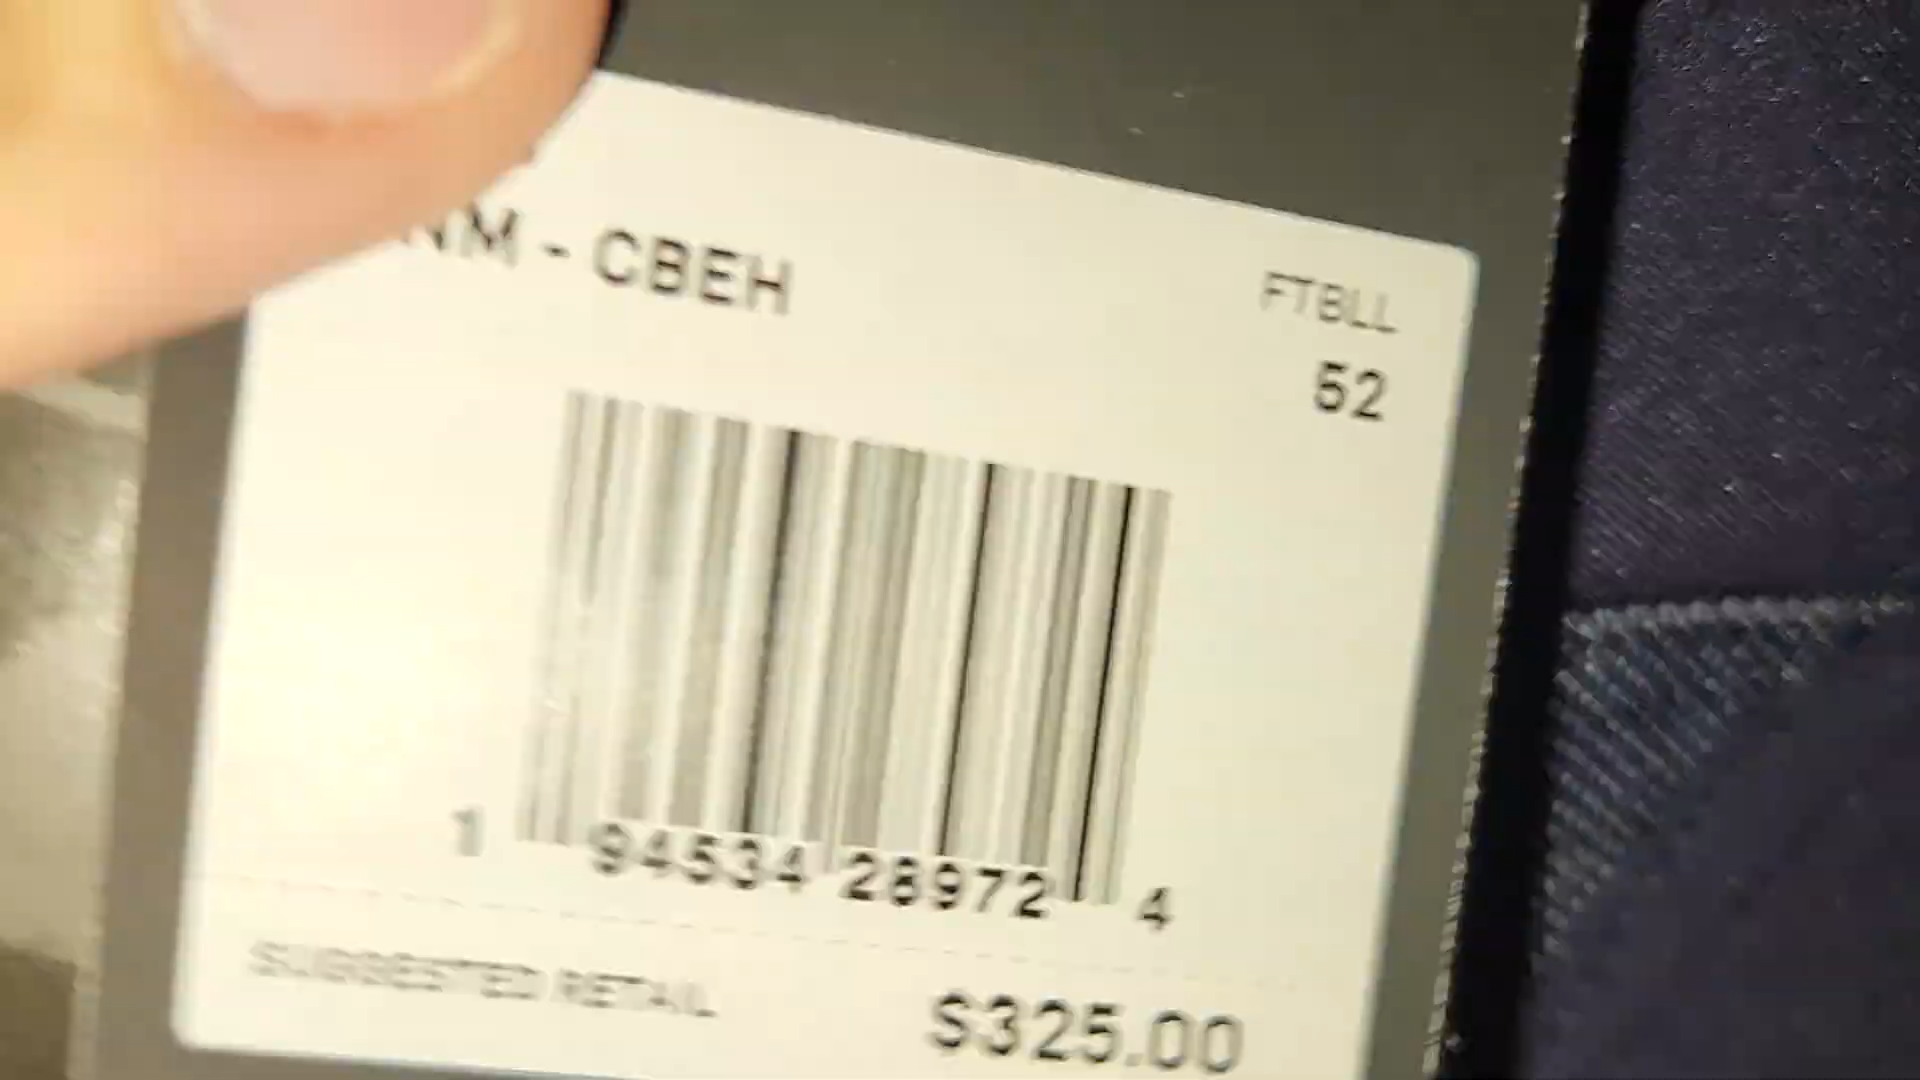 NM - CBEH
FTBLL
52
1 94534 28972 4
SUGGESTED RETAIL
$325.00